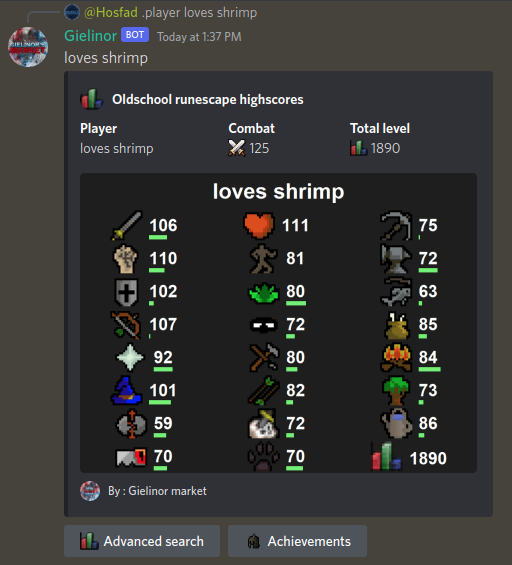 @Hosfad .player loves shrimp
Gielinor BOT Today at 1:37 PM
loves shrimp
Oldschool runescape highscores
Player Combat Total level
loves shrimp 125 1890
loves shrimp
106 111 75
110 81 72
102 80 63
107 72 85
92 80 84
101 82 73
59 72 86
70 70 1890
By : Gielinor market
Advanced search Achievements